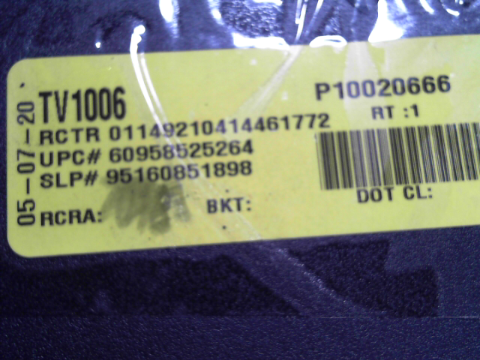 05-07-20
TV1006
P10020666
RCTR 01149210414461772
RT :1
UPC# 60958525264
SLP# 95160851898
RCRA:
BKT:
DOT CL: